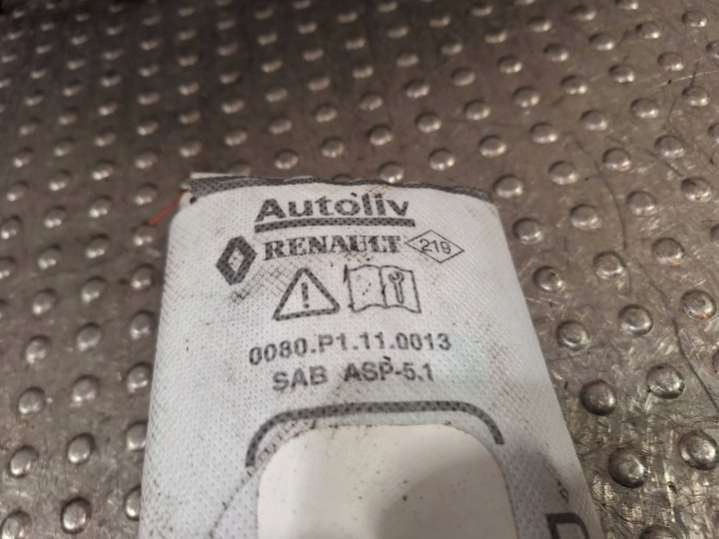 Autoliv
RENAULT 219
0080.P1.11.0013
SAB ASP-5.1